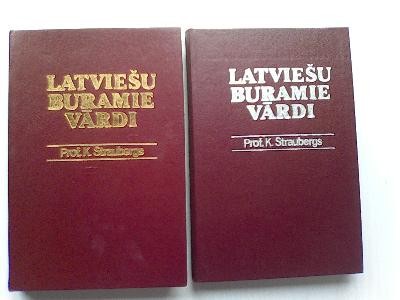 LATVIEŠU
BURAMIE
VĀRDI
Prof. K. Straubergs
LATVIEŠU
BURAMIE
VĀRDI
Prof. K. Straubergs